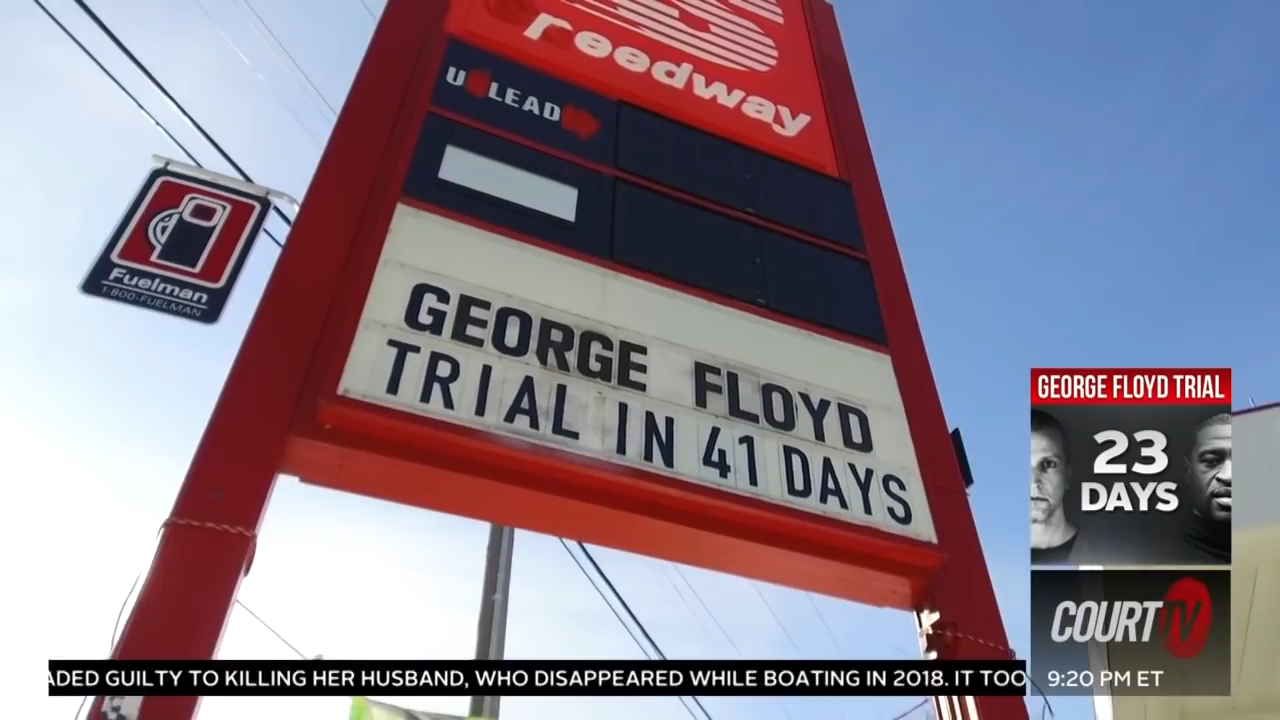 reedway
U LEAD
Fuelman
1-800-FUELMAN
GEORGE FLOYD
TRIAL IN 41 DAYS
GEORGE FLOYD TRIAL
23
DAYS
COURT TV
ADED GUILTY TO KILLING HER HUSBAND, WHO DISAPPEARED WHILE BOATING IN 2018. IT TOO
9:20 PM ET